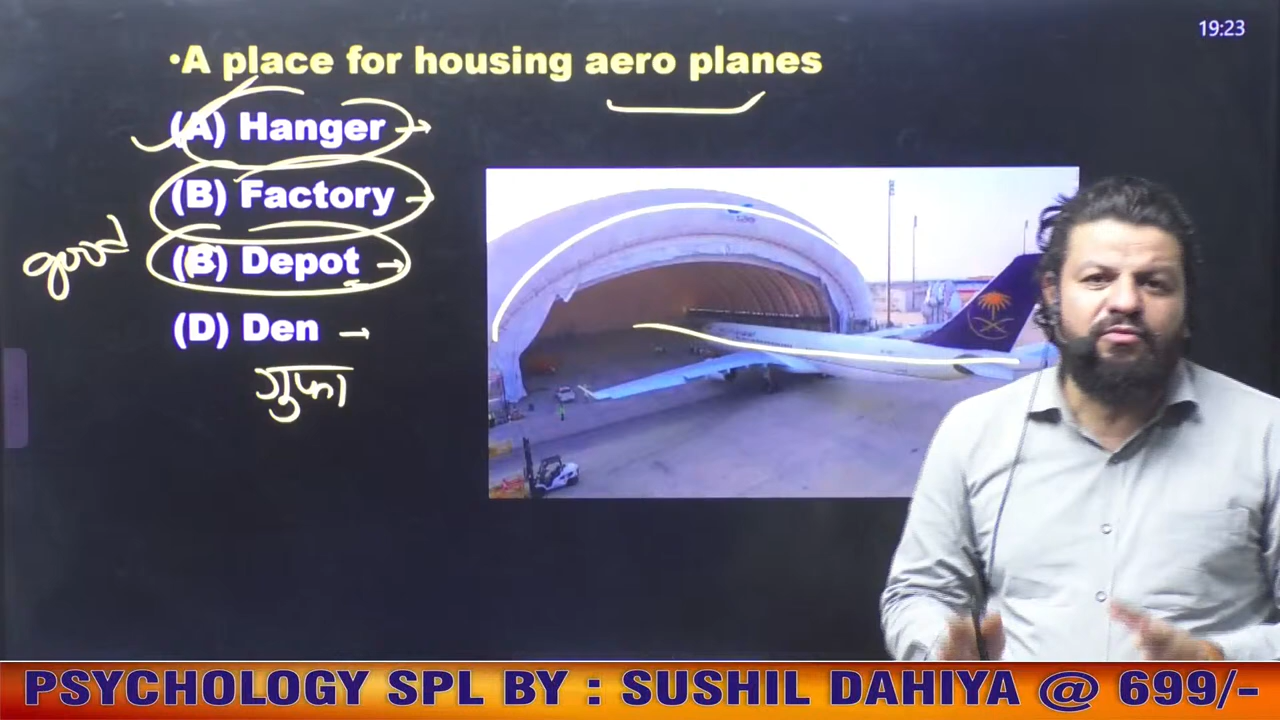 19:23
•A place for housing aero planes
(A) Hanger
(B) Factory
good
(B) Depot
(D) Den
गुफा
PSYCHOLOGY SPL BY : SUSHIL DAHIYA @ 699/-